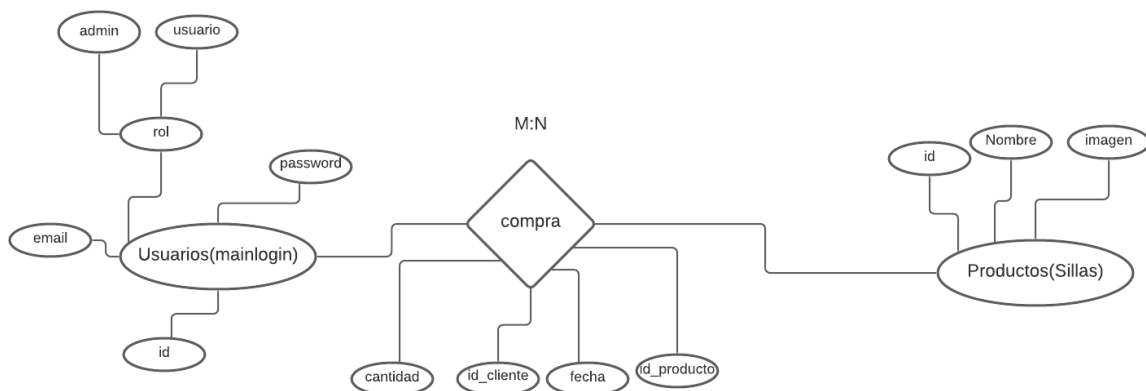 admin
usuario
rol
M:N
password
id
Nombre
imagen
compra
email
Usuarios(mainlogin)
Productos(Sillas)
id
cantidad
id_cliente
fecha
id_producto